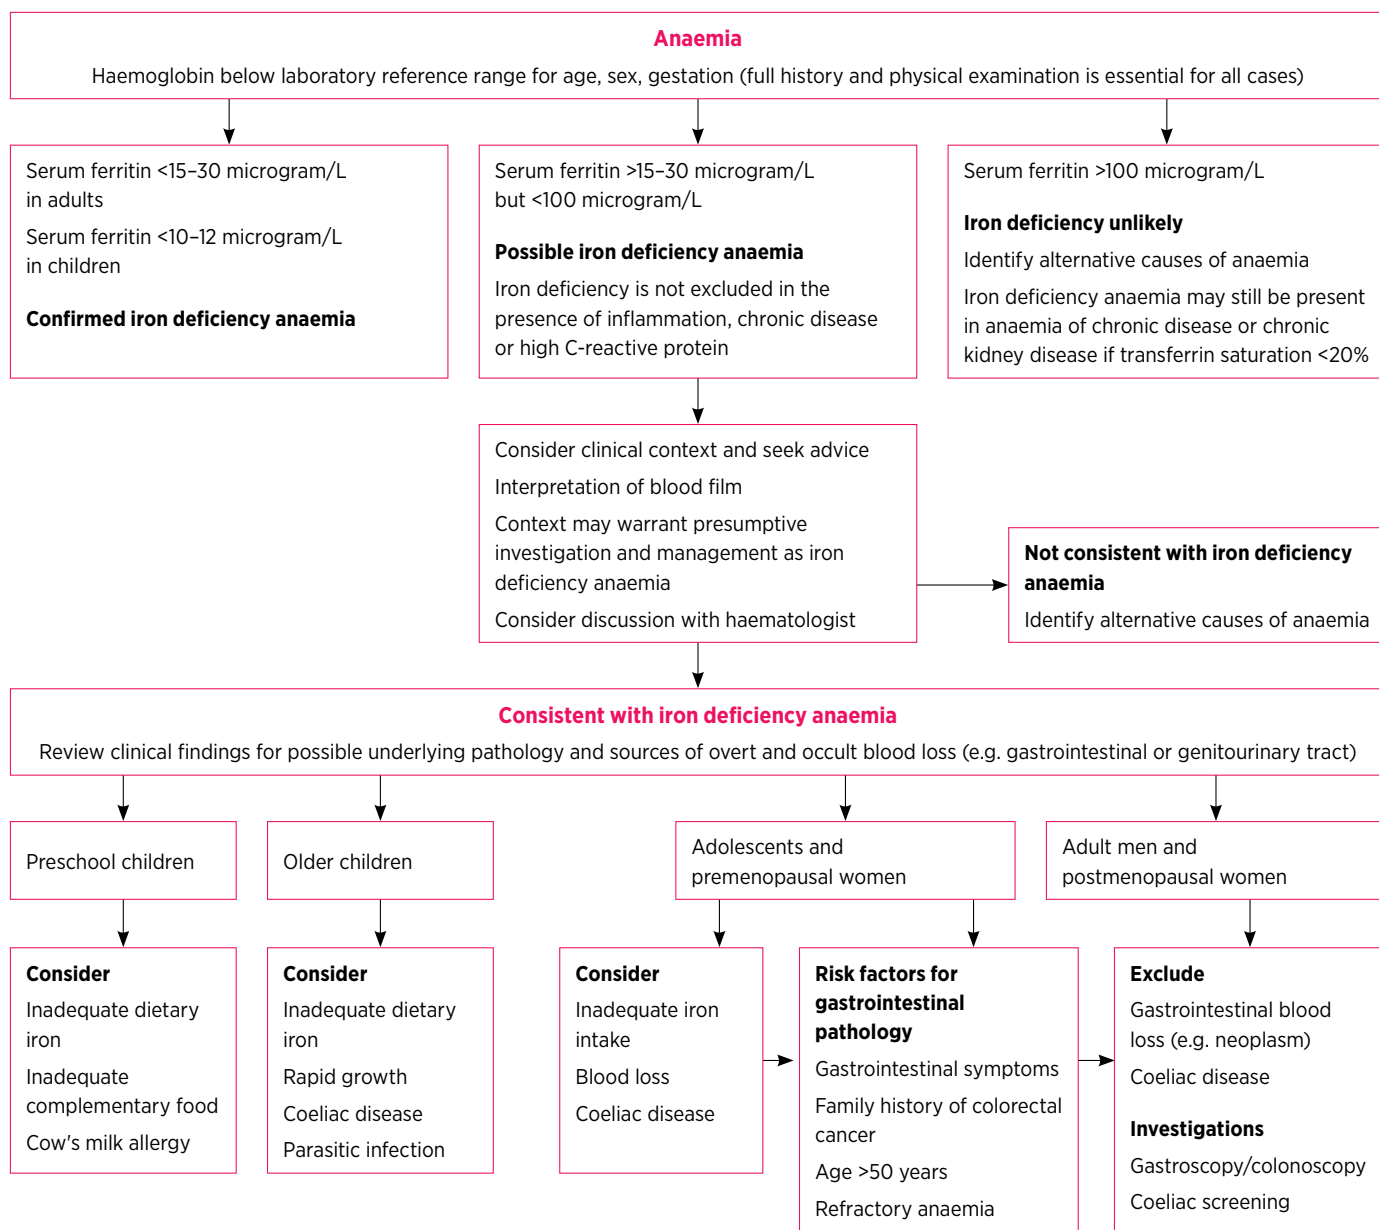 Anaemia
Haemoglobin below laboratory reference range for age, sex, gestation (full history and physical examination is essential for all cases)
Serum ferritin <15–30 microgram/L
in adults
Serum ferritin <10–12 microgram/L
in children
Confirmed iron deficiency anaemia
Serum ferritin >15–30 microgram/L
but <100 microgram/L
Possible iron deficiency anaemia
Iron deficiency is not excluded in the
presence of inflammation, chronic disease
or high C-reactive protein
Serum ferritin >100 microgram/L
Iron deficiency unlikely
Identify alternative causes of anaemia
Iron deficiency anaemia may still be present
in anaemia of chronic disease or chronic
kidney disease if transferrin saturation <20%
Consider clinical context and seek advice
Interpretation of blood film
Context may warrant presumptive
investigation and management as iron
deficiency anaemia
Consider discussion with haematologist
Not consistent with iron deficiency
anaemia
Identify alternative causes of anaemia
Consistent with iron deficiency anaemia
Review clinical findings for possible underlying pathology and sources of overt and occult blood loss (e.g. gastrointestinal or genitourinary tract)
Preschool children
Older children
Adolescents and
premenopausal women
Adult men and
postmenopausal women
Consider
Inadequate dietary
iron
Inadequate
complementary food
Cow's milk allergy
Consider
Inadequate dietary
iron
Rapid growth
Coeliac disease
Parasitic infection
Consider
Inadequate iron
intake
Blood loss
Coeliac disease
Risk factors for
gastrointestinal
pathology
Gastrointestinal symptoms
Family history of colorectal
cancer
Age >50 years
Refractory anaemia
Exclude
Gastrointestinal blood
loss (e.g. neoplasm)
Coeliac disease
Investigations
Gastroscopy/colonoscopy
Coeliac screening